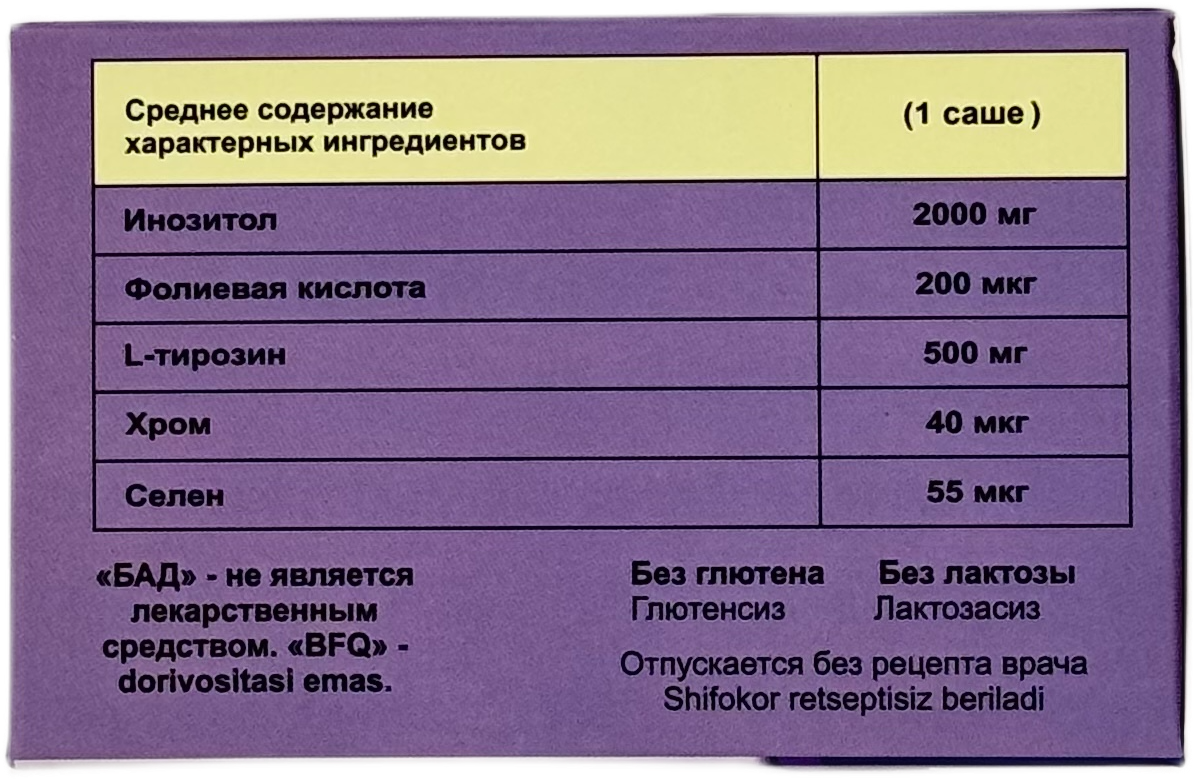 Среднее содержание
характерных ингредиентов
(1 саше)
Инозитол 2000 мг
Фолиевая кислота 200 мкг
L-тирозин 500 мг
Хром 40 мкг
Селен 55 мкг
«БАД» - не является
лекарственным
средством. «BFQ» -
dorivositasi emas.
Без глютена Без лактозы
Глютенсиз Лактозасиз
Отпускается без рецепта врача
Shifokor retseptisiz beriladi